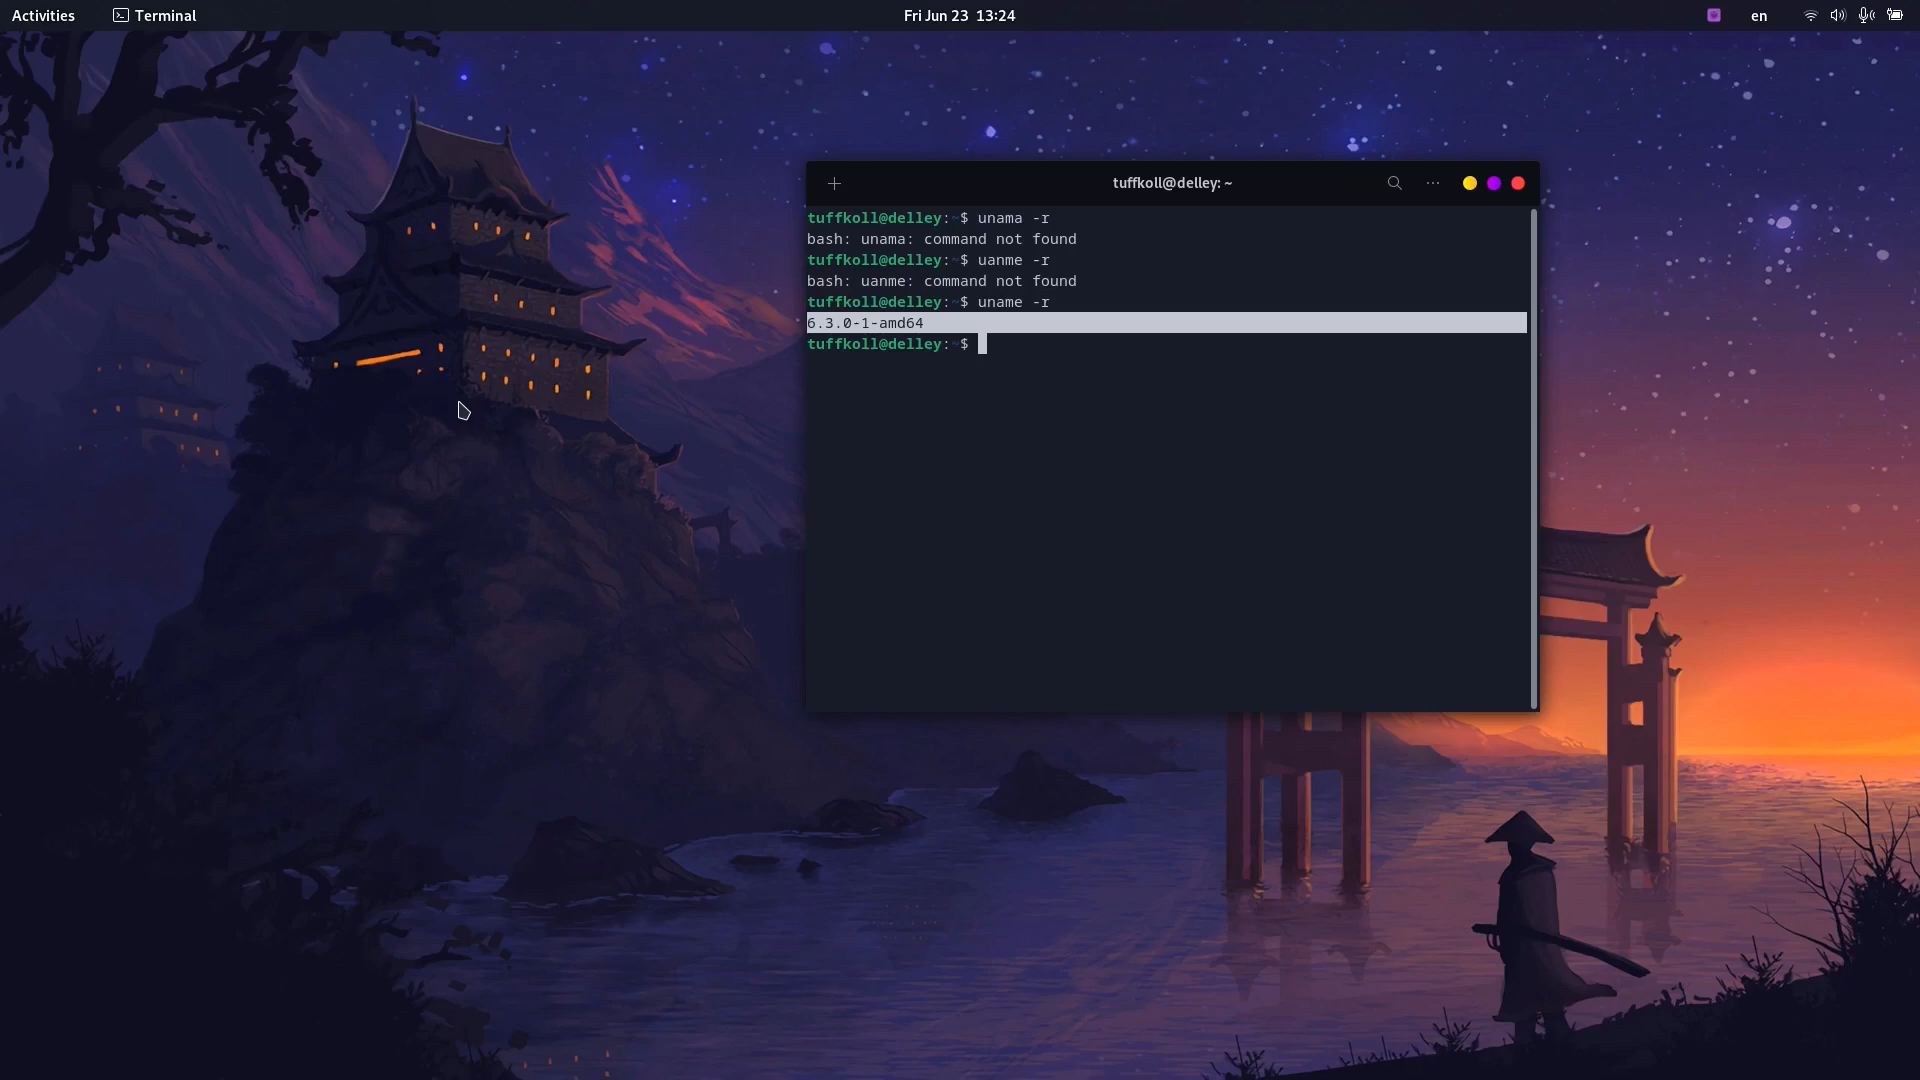 Activities Terminal Fri Jun 23 13:24 en
tuffkoll@delley: ~
tuffkoll@delley:~$ unama -r
bash: unama: command not found
tuffkoll@delley:~$ uanme -r
bash: uanme: command not found
tuffkoll@delley:~$ uname -r
6.3.0-1-amd64
tuffkoll@delley:~$